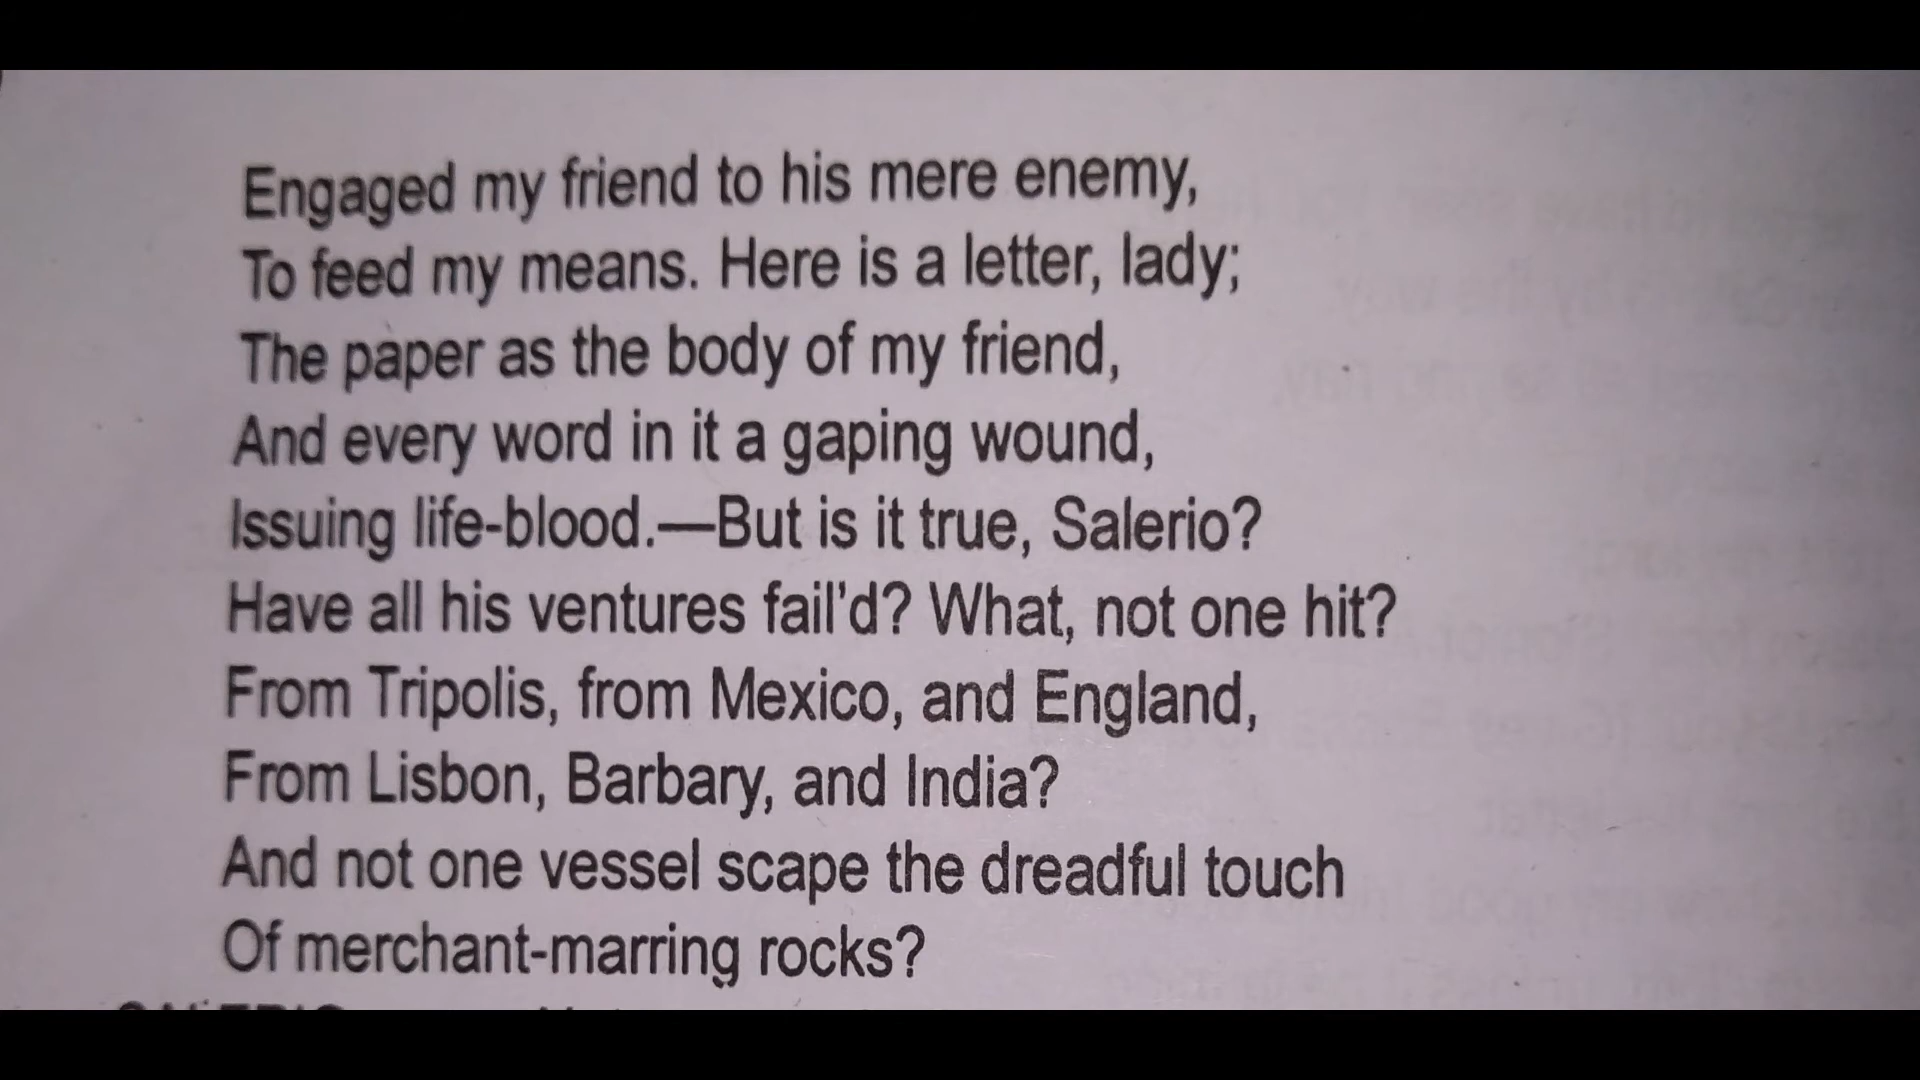 Engaged my friend to his mere enemy,
To feed my means. Here is a letter, lady;
The paper as the body of my friend,
And every word in it a gaping wound,
Issuing life-blood.—But is it true, Salerio?
Have all his ventures fail'd? What, not one hit?
From Tripolis, from Mexico, and England,
From Lisbon, Barbary, and India?
And not one vessel scape the dreadful touch
Of merchant-marring rocks?